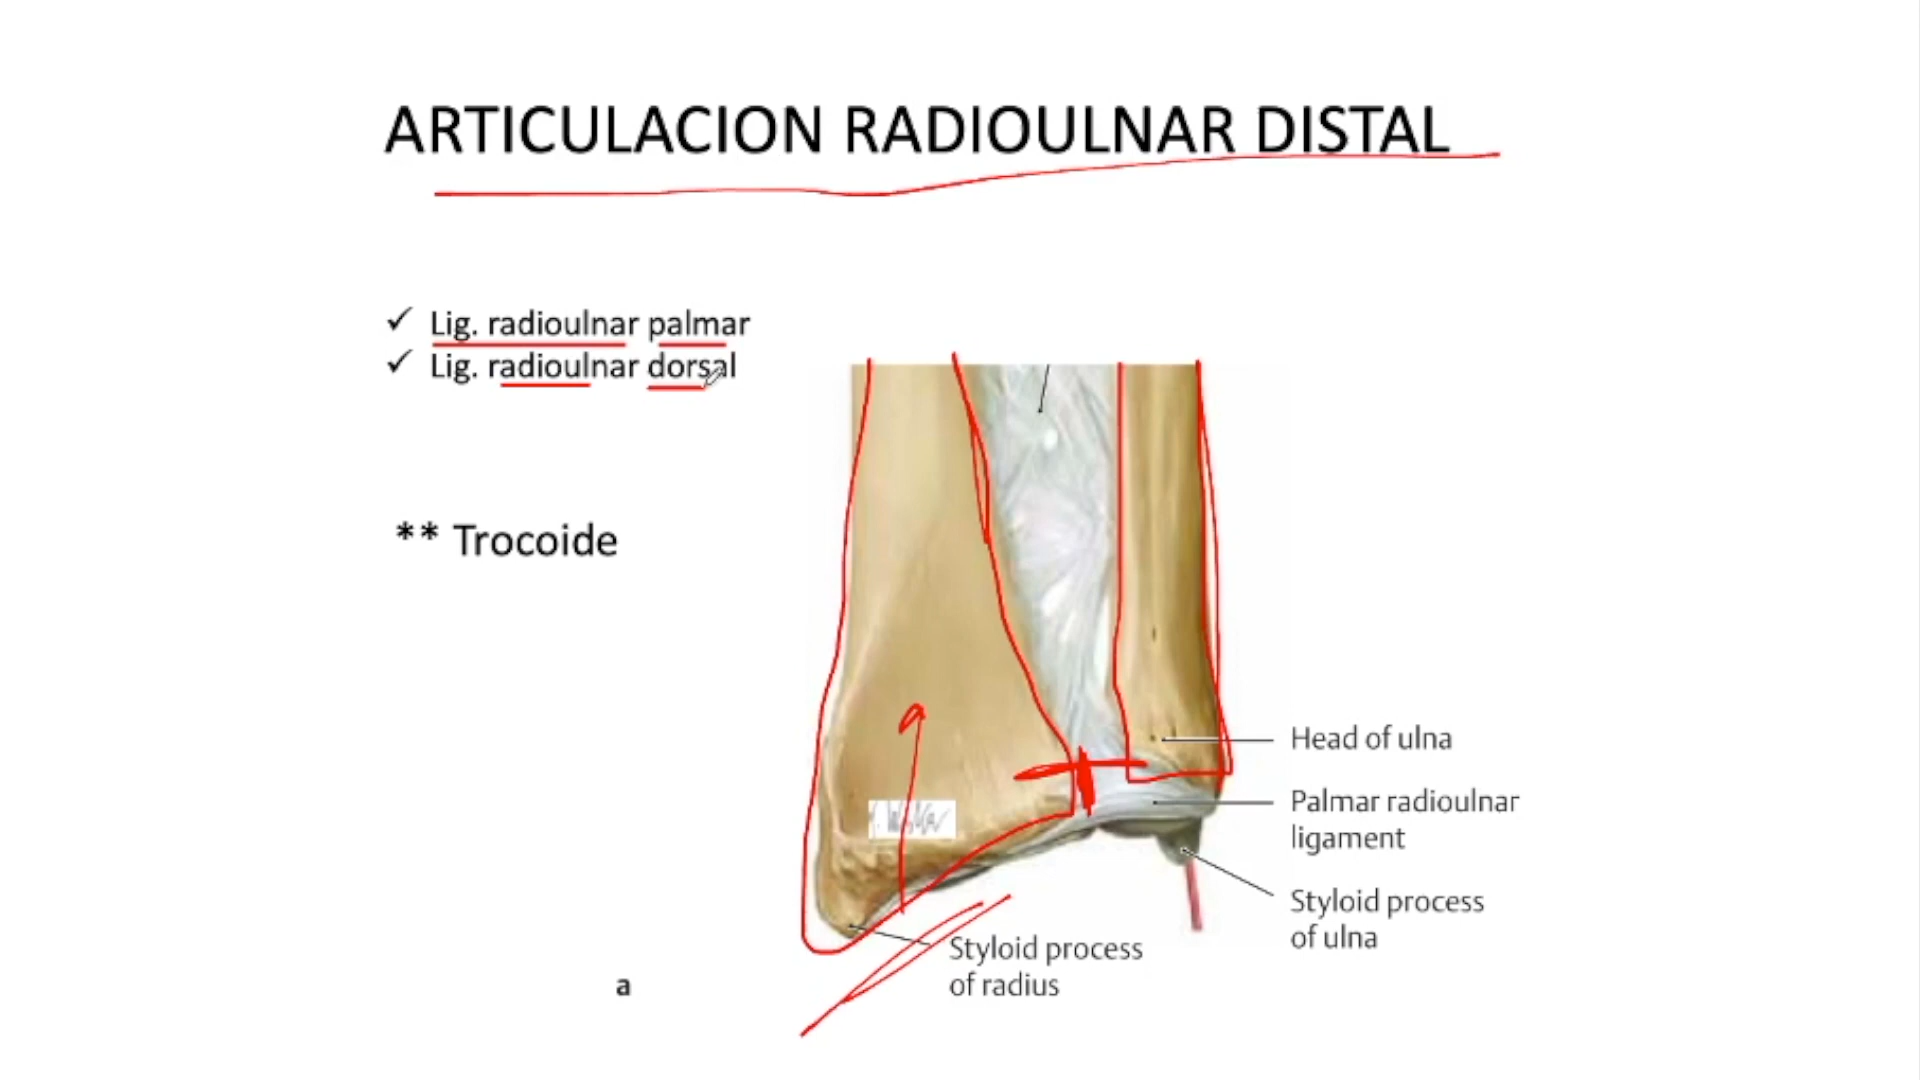 ARTICULACION RADIOULNAR DISTAL
✓ Lig. radioulnar palmar
✓ Lig. radioulnar dorsal
** Trocoide
Head of ulna
Palmar radioulnar
ligament
Styloid process
of ulna
Styloid process
of radius
a